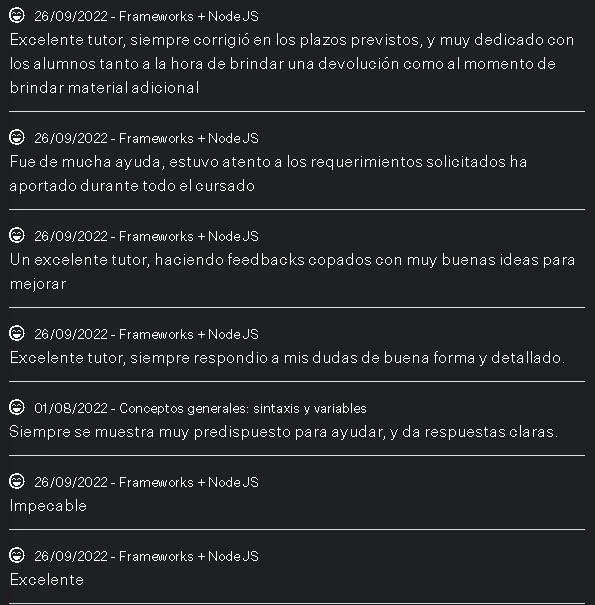 26/09/2022 - Frameworks + NodeJS
Excelente tutor, siempre corrigió en los plazos previstos, y muy dedicado con
los alumnos tanto a la hora de brindar una devolución como al momento de
brindar material adicional
26/09/2022 - Frameworks + NodeJS
Fue de mucha ayuda, estuvo atento a los requerimientos solicitados ha
aportado durante todo el cursado
26/09/2022 - Frameworks + NodeJS
Un excelente tutor, haciendo feedbacks copados con muy buenas ideas para
mejorar
26/09/2022 - Frameworks + NodeJS
Excelente tutor, siempre respondio a mis dudas de buena forma y detallado.
01/08/2022 - Conceptos generales: sintaxis y variables
Siempre se muestra muy predispuesto para ayudar, y da respuestas claras.
26/09/2022 - Frameworks + NodeJS
Impecable
26/09/2022 - Frameworks + NodeJS
Excelente